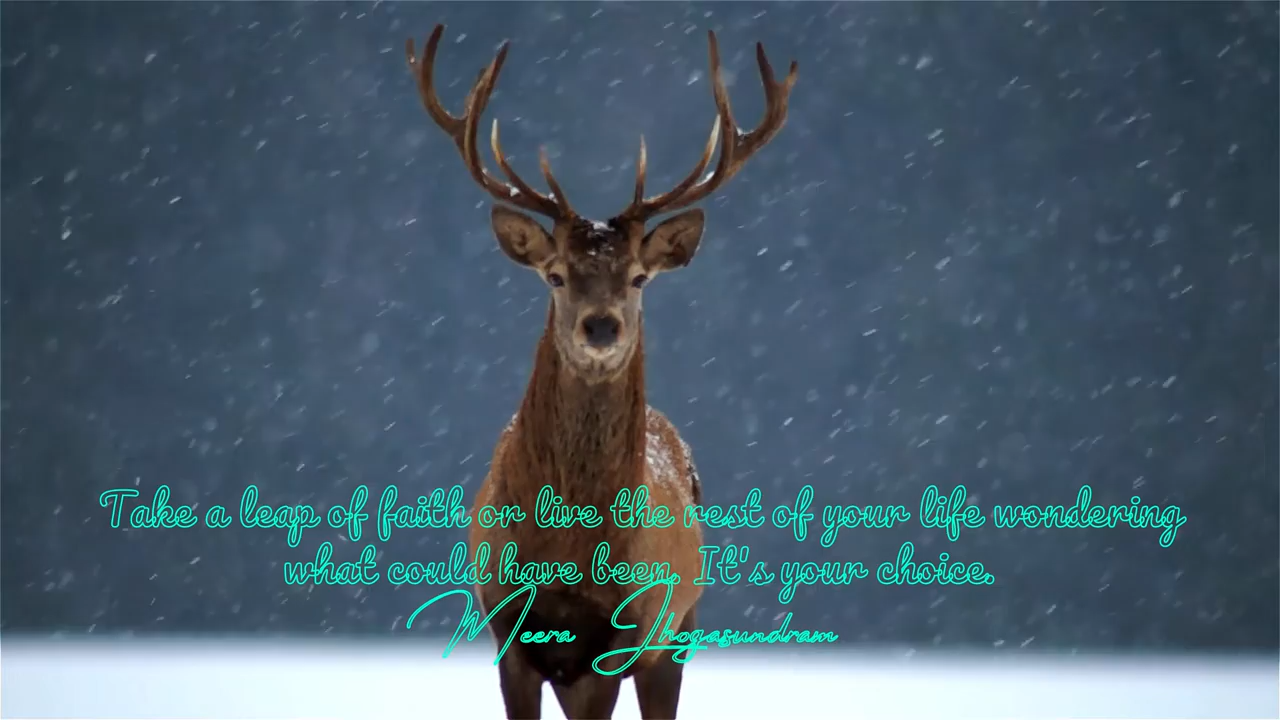 Take a leap of faith or live the rest of your life wondering
what could have been. It's your choice.
Meera Jhogasundram